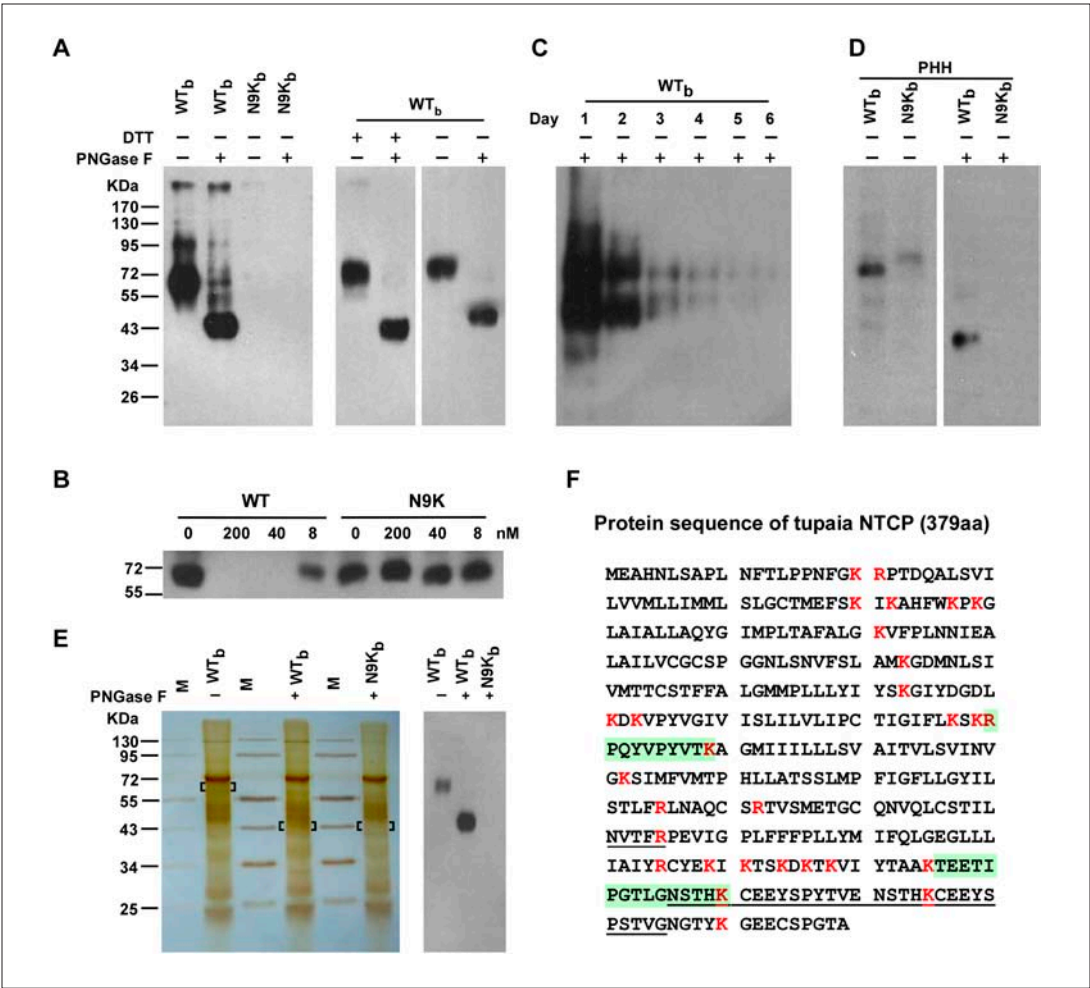 A
WTb WTb N9Kb N9Kb
WTb
DTT + + – –
PNGase F – + – + – + – +
KDa
170
130
95
72
55
43
34
26
C
WTb
Day 1 2 3 4 5 6
– – – – – –
+ + + + + +
D
PHH
WTb N9Kb WTb N9Kb
– – – –
– – + +
B
WT N9K
0 200 40 8 0 200 40 8 nM
72
55
E
M WTb M WTb M N9Kb
PNGase F – + +
WTb WTb N9Kb
– + +
KDa
130
95
72
55
43
34
25
F
Protein sequence of tupaia NTCP (379aa)
MEAHNLSAPL NFTLPPNFGK RPTDQALSVI
LVVMLLIMML SLGCTMEFSK IKAHFWKPKG
LAIALLAQYG IMPLTAFALG KVFPLNNIEA
LAILVCGCSP GGNLSNVFSL AMKGDMNLSI
VMTTCSTFFA LGMMPLLLYI YSKGIYDGDL
KDKVPYVGIV ISLILVLIPC TIGIFLKSKR
PQYVPYVTKA GMIIILLLSV AITVLSVINV
GKSIMFVMTP HLLATSSLMP FIGFLLGYIL
STLFRLNAQC SRTVSMETGC QNVQLCSTIL
NVTFRPEVIG PLFFFPLLYM IFQLGEGLLL
IAIYRCYEKI KTSKDKTKVI YTAAKTEETI
PGTLGNSTHK CEEYSPYTVE NSTHKCEEYS
PSTVGNGTYK GEECSPGTA